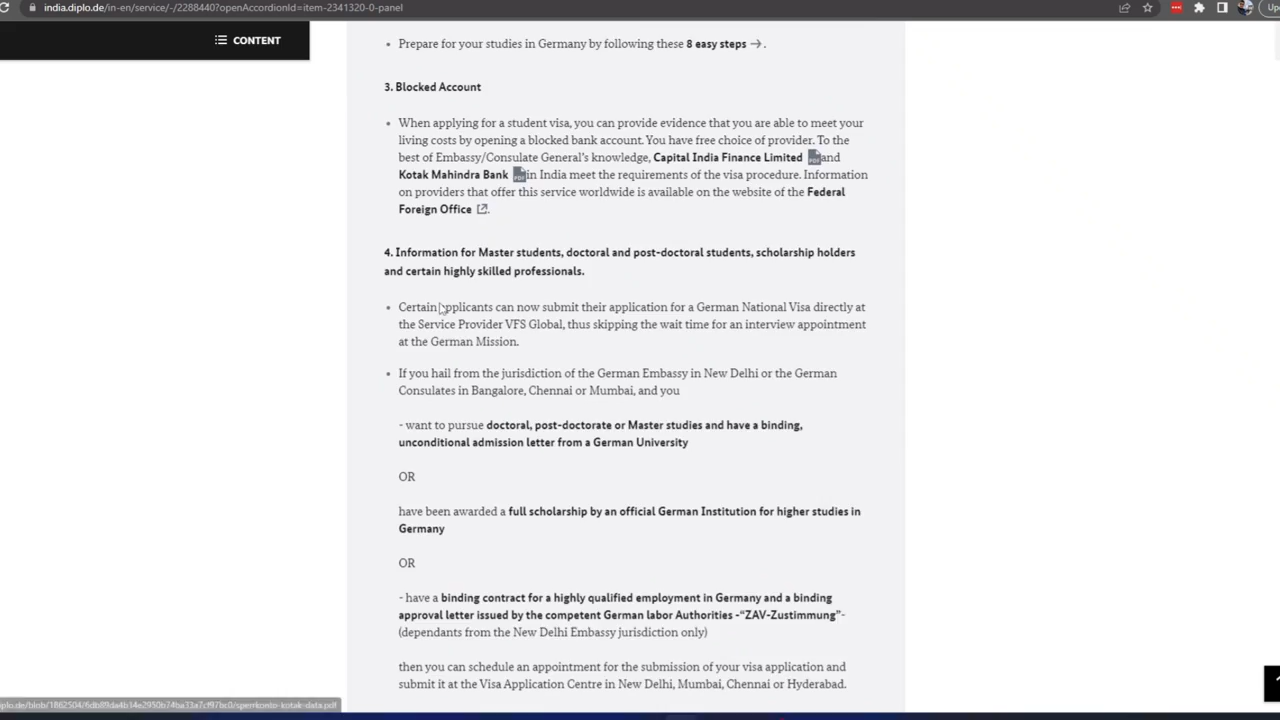 india.diplo.de/in-en/service/-/2288440?openAccordionId=item-2341320-0-panel
CONTENT
Prepare for your studies in Germany by following these 8 easy steps → .
3. Blocked Account
When applying for a student visa, you can provide evidence that you are able to meet your
living costs by opening a blocked bank account. You have free choice of provider. To the
best of Embassy/Consulate General's knowledge, Capital India Finance Limited and
Kotak Mahindra Bank in India meet the requirements of the visa procedure. Information
on providers that offer this service worldwide is available on the website of the Federal
Foreign Office .
4. Information for Master students, doctoral and post-doctoral students, scholarship holders
and certain highly skilled professionals.
Certain applicants can now submit their application for a German National Visa directly at
the Service Provider VFS Global, thus skipping the wait time for an interview appointment
at the German Mission.
If you hail from the jurisdiction of the German Embassy in New Delhi or the German
Consulates in Bangalore, Chennai or Mumbai, and you
- want to pursue doctoral, post-doctorate or Master studies and have a binding,
unconditional admission letter from a German University
OR
have been awarded a full scholarship by an official German Institution for higher studies in
Germany
OR
- have a binding contract for a highly qualified employment in Germany and a binding
approval letter issued by the competent German labor Authorities -“ZAV-Zustimmung”-
(dependants from the New Delhi Embassy jurisdiction only)
then you can schedule an appointment for the submission of your visa application and
submit it at the Visa Application Centre in New Delhi, Mumbai, Chennai or Hyderabad.